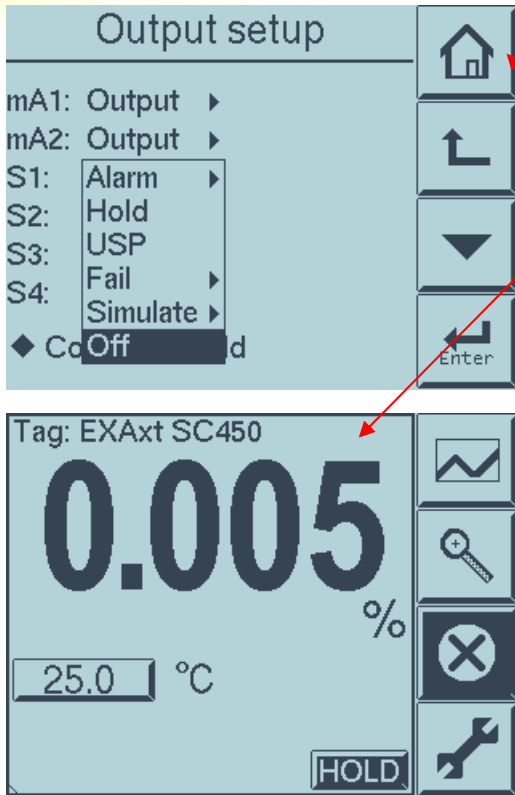 Output setup
mA1: Output
mA2: Output
S1: Alarm
S2: Hold
S3: USP
S4: Fail
Simulate
Off
Co d
Enter
Tag: EXAxt SC450
0.005
%
25.0 °C
HOLD